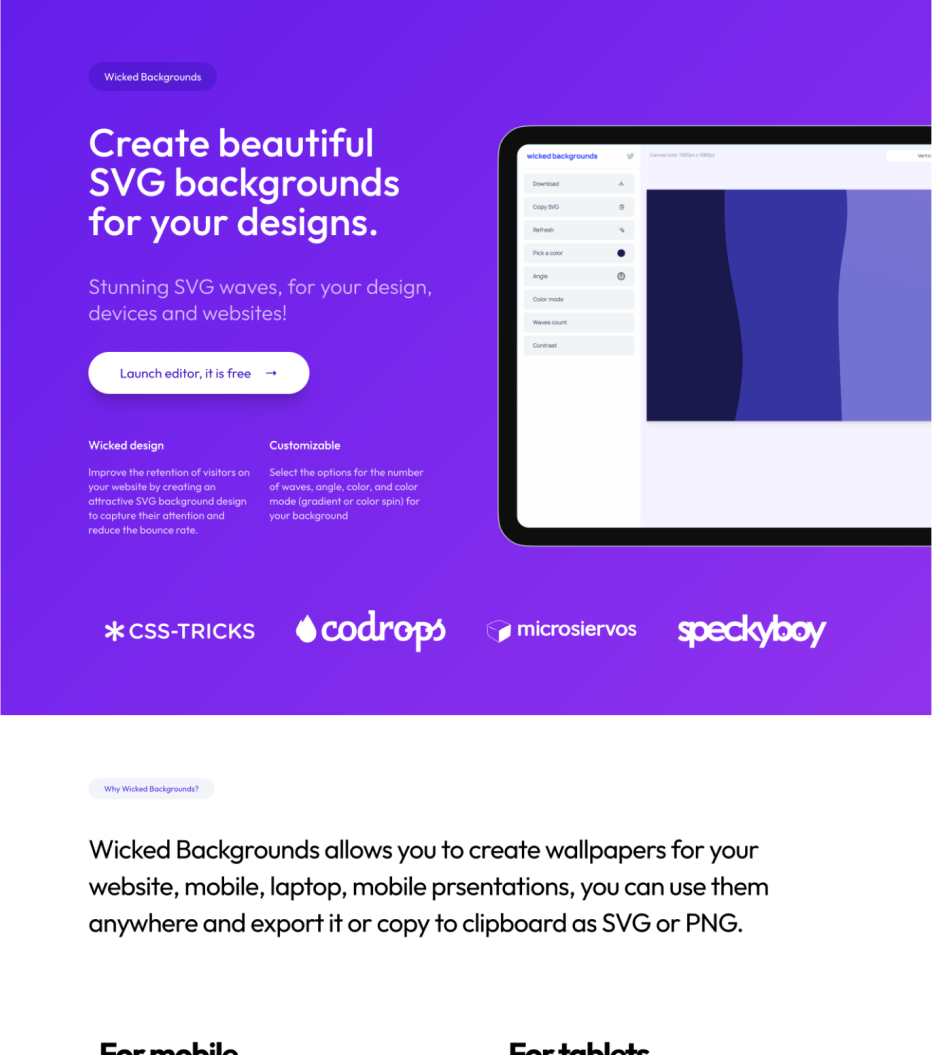 Wicked Backgrounds
Create beautiful
SVG backgrounds
for your designs.
Stunning SVG waves, for your design,
devices and websites!
Launch editor, it is free →
Wicked design
Improve the retention of visitors on
your website by creating an
attractive SVG background design
to capture their attention and
reduce the bounce rate.
Customizable
Select the options for the number
of waves, angle, color, and color
mode (gradient or color spin) for
your background
wicked backgrounds
Download
Copy SVG
Refresh
Pick a color
Angle
Color mode
Waves count
Contrast
Canvas size: 1920px x 1080px
CSS-TRICKS
codrops
microsiervos
speckyboy
Why Wicked Backgrounds?
Wicked Backgrounds allows you to create wallpapers for your
website, mobile, laptop, mobile prsentations, you can use them
anywhere and export it or copy to clipboard as SVG or PNG.
For mobile
For tablets